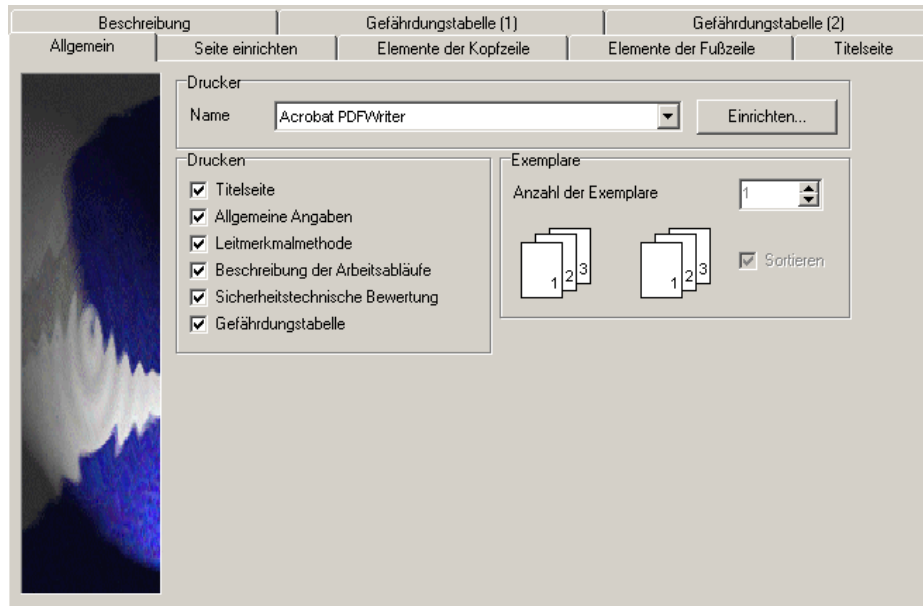 Beschreibung Gefährdungstabelle (1) Gefährdungstabelle (2)
Allgemein Seite einrichten Elemente der Kopfzeile Elemente der Fußzeile Titelseite
Drucker
Name Acrobat PDFWriter Einrichten...
Drucken
Titelseite
Allgemeine Angaben
Leitmerkmalmethode
Beschreibung der Arbeitsabläufe
Sicherheitstechnische Bewertung
Gefährdungstabelle
Exemplare
Anzahl der Exemplare 1
1 2 3 1 2 3 Sortieren